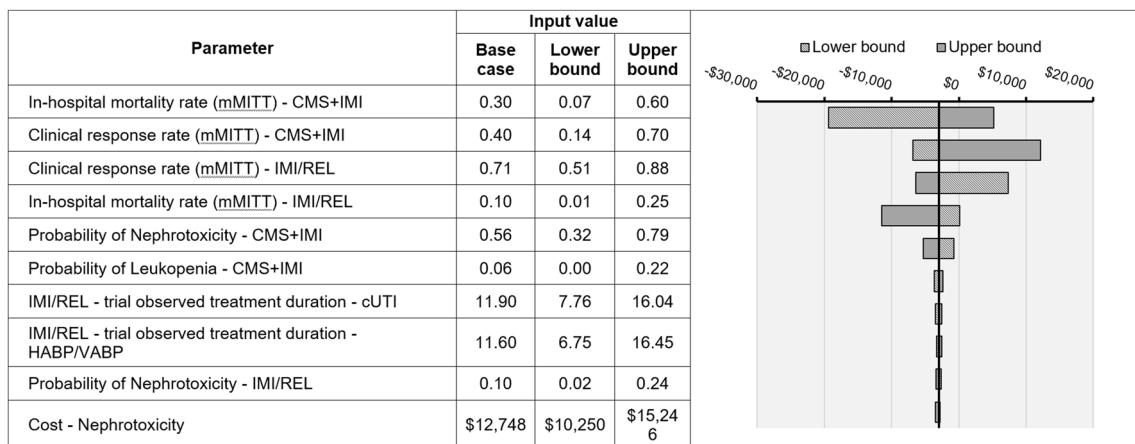 Input value
Parameter
Base case
Lower bound
Upper bound
In-hospital mortality rate (mMITT) - CMS+IMI 0.30 0.07 0.60
Clinical response rate (mMITT) - CMS+IMI 0.40 0.14 0.70
Clinical response rate (mMITT) - IMI/REL 0.71 0.51 0.88
In-hospital mortality rate (mMITT) - IMI/REL 0.10 0.01 0.25
Probability of Nephrotoxicity - CMS+IMI 0.56 0.32 0.79
Probability of Leukopenia - CMS+IMI 0.06 0.00 0.22
IMI/REL - trial observed treatment duration - cUTI 11.90 7.76 16.04
IMI/REL - trial observed treatment duration -
HABP/VABP 11.60 6.75 16.45
Probability of Nephrotoxicity - IMI/REL 0.10 0.02 0.24
Cost - Nephrotoxicity $12,748 $10,250 $15,24
6
Lower bound Upper bound
-$30,000 -$20,000 -$10,000 $0 $10,000 $20,000